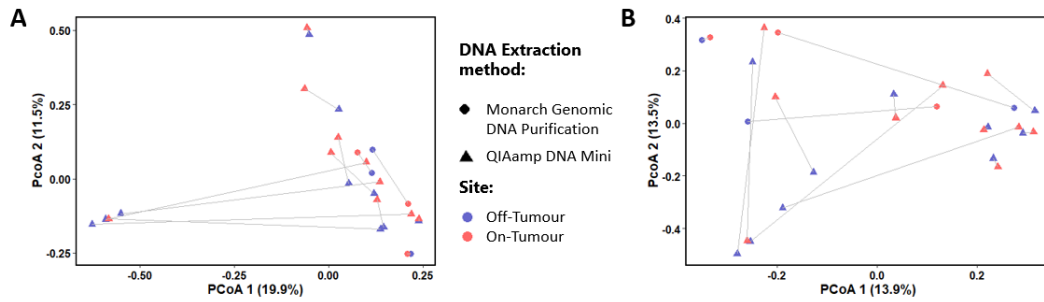 A
0.50
0.25
0.00
-0.25
PcoA 2 (11.5%)
-0.50
-0.25
0.00
0.25
PCoA 1 (19.9%)
DNA Extraction
method:
Monarch Genomic
DNA Purification
QIAamp DNA Mini
Site:
Off-Tumour
On-Tumour
B
0.4
0.2
0.0
-0.2
-0.4
PCoA 2 (13.5%)
-0.2
0.0
0.2
PCoA 1 (13.9%)